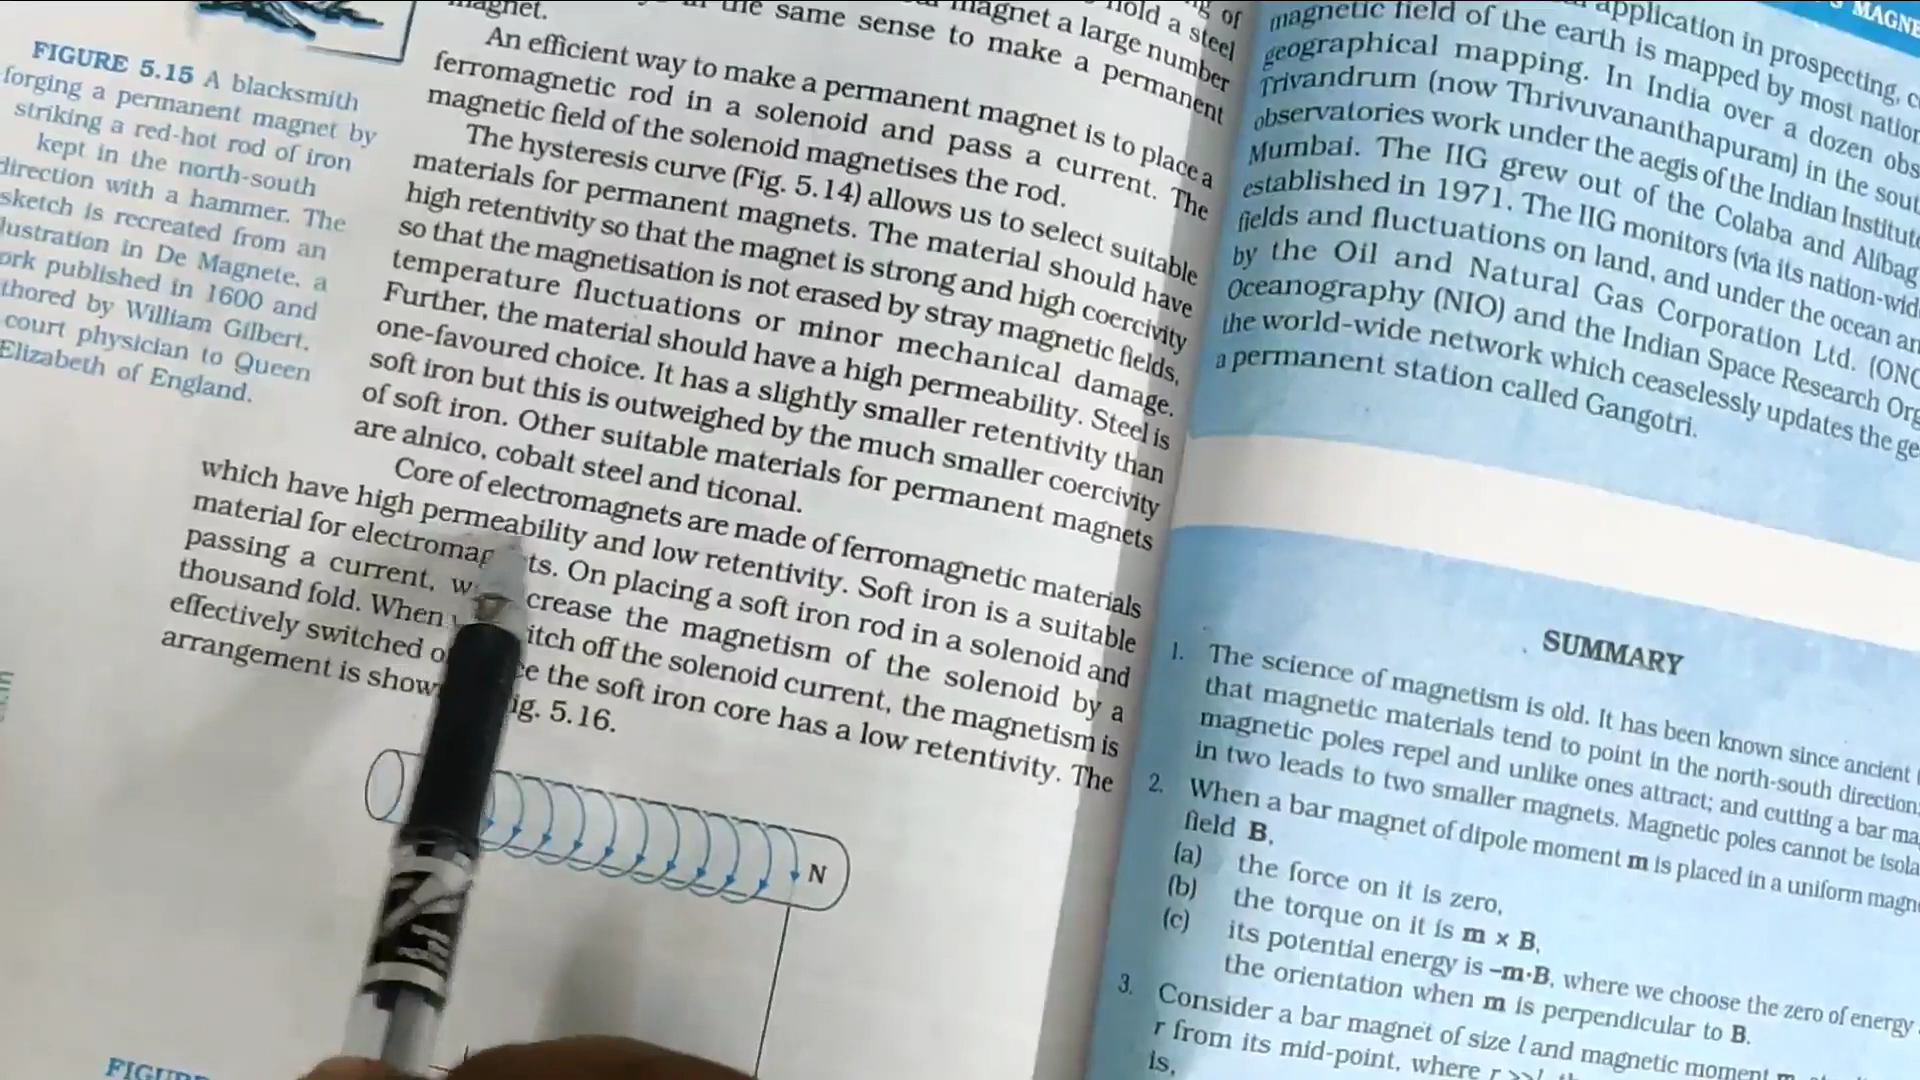 FIGURE 5.15 A blacksmith
forging a permanent magnet by
striking a red-hot rod of iron
kept in the north-south
direction with a hammer. The
sketch is recreated from an
illustration in De Magnete, a
work published in 1600 and
authored by William Gilbert,
court physician to Queen
Elizabeth of England.
magnet.
the same sense to make a permanent
magnet a large number
hold a steel
An efficient way to make a permanent magnet is to place a
ferromagnetic rod in a solenoid and pass a current. The
magnetic field of the solenoid magnetises the rod.
The hysteresis curve (Fig. 5.14) allows us to select suitable
materials for permanent magnets. The material should have
high retentivity so that the magnet is strong and high coercivity
so that the magnetisation is not erased by stray magnetic fields,
temperature fluctuations or minor mechanical damage.
Further, the material should have a high permeability. Steel is
one-favoured choice. It has a slightly smaller retentivity than
soft iron but this is outweighed by the much smaller coercivity
of soft iron. Other suitable materials for permanent magnets
are alnico, cobalt steel and ticonal.
Core of electromagnets are made of ferromagnetic materials
which have high permeability and low retentivity. Soft iron is a suitable
material for electromag ts. On placing a soft iron rod in a solenoid and
passing a current, w crease the magnetism of the solenoid by a
thousand fold. When itch off the solenoid current, the magnetism is
effectively switched o ce the soft iron core has a low retentivity. The
arrangement is show ig. 5.16.
N
FIGURE
MAGNE
application in prospecting,
magnetic field of the earth is mapped by most nation
geographical mapping. In India over a dozen obs
Trivandrum (now Thrivuvananthapuram) in the sout
observatories work under the aegis of the Indian Institute
Mumbai. The IIG grew out of the Colaba and Alibag
established in 1971. The IIG monitors (via its nation-wid
fields and fluctuations on land, and under the ocean an
by the Oil and Natural Gas Corporation Ltd. (ONG
Oceanography (NIO) and the Indian Space Research Org
the world-wide network which ceaselessly updates the ge
a permanent station called Gangotri.
SUMMARY
1. The science of magnetism is old. It has been known since ancient
that magnetic materials tend to point in the north-south direction;
magnetic poles repel and unlike ones attract; and cutting a bar ma
in two leads to two smaller magnets. Magnetic poles cannot be isola
2. When a bar magnet of dipole moment m is placed in a uniform magn
field B,
(a) the force on it is zero,
(b) the torque on it is m × B,
(c) its potential energy is –m·B, where we choose the zero of energy
the orientation when m is perpendicular to B.
3. Consider a bar magnet of size l and magnetic moment m
r from its mid-point, where r >>l,
is,